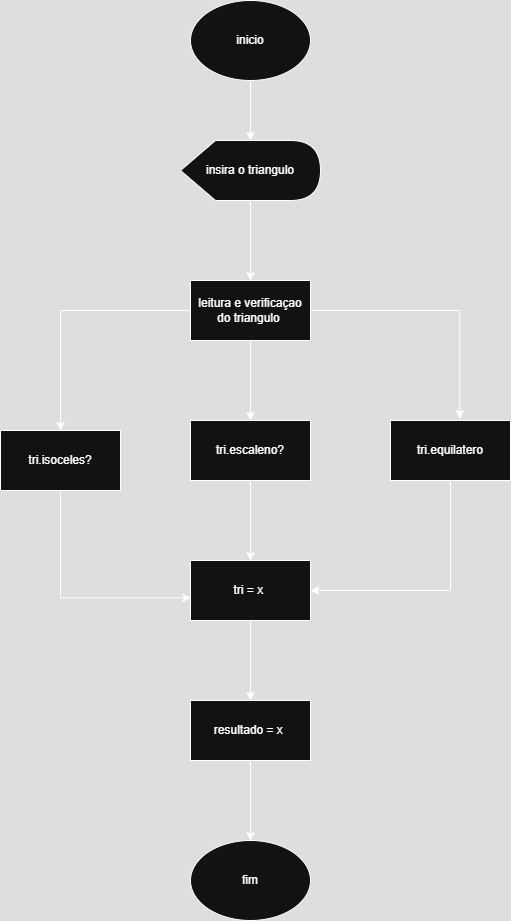 inicio
insira o triangulo
leitura e verificaçao
do triangulo
tri.isoceles?
tri.escaleno?
tri.equilatero
tri = x
resultado = x
fim